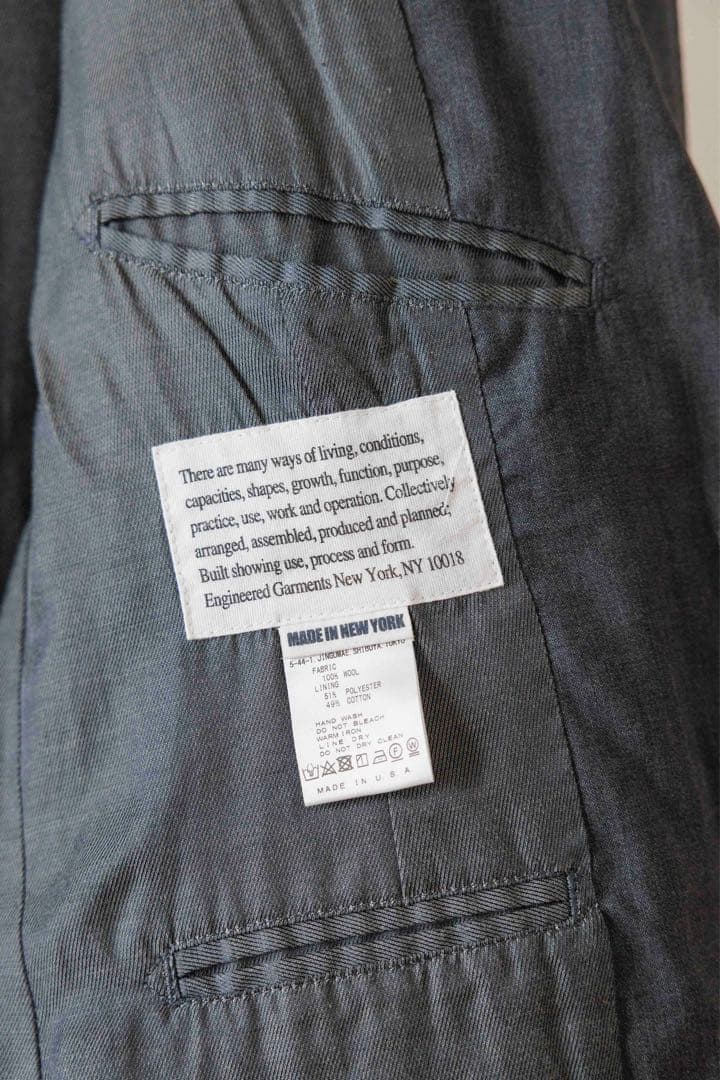 There are many ways of living, conditions,
capacities, shapes, growth, function, purpose,
practice, use, work and operation. Collectively
arranged, assembled, produced and planned;
Built showing use, process and form.
Engineered Garments New York, NY 10018
MADE IN NEW YORK
5-44-1, JINGUMAE SHIBUYA TOKYO
FABRIC
100% WOOL
LINING
51% POLYESTER
49% COTTON
HAND WASH
DO NOT BLEACH
WARM IRON
LINE DRY
DO NOT DRY CLEAN
F W
MADE IN U.S.A.